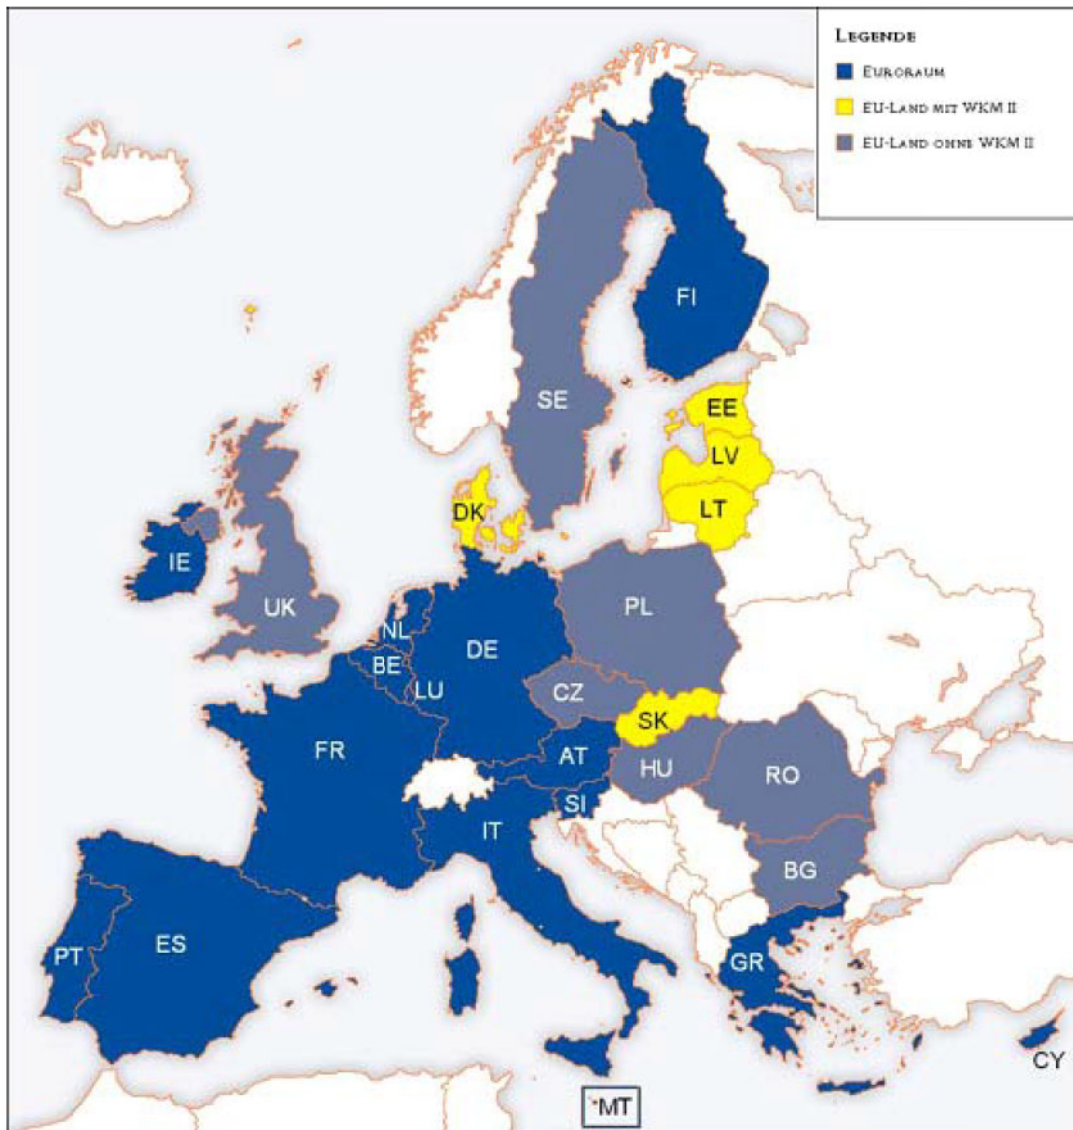 LEGENDE
EURORAUM
EU-LAND MIT WKM II
EU-LAND OHNE WKM II
FI
SE
EE
LV
LT
DK
IE
UK
NL
BE
LU
DE
PL
CZ
SK
FR
AT
HU
RO
SI
IT
BG
PT
ES
GR
CY
MT